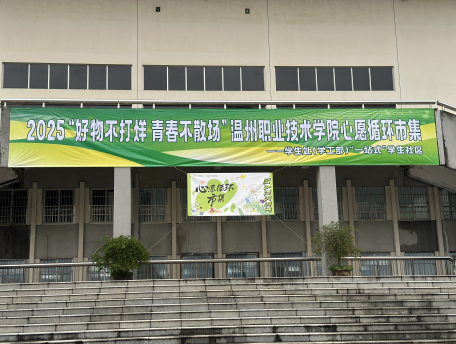 2025“好物不打烊 青春不散场”温州职业技术学院心愿循环市集
——学生处(学工部)“一站式”学生社区
心愿循环
市集